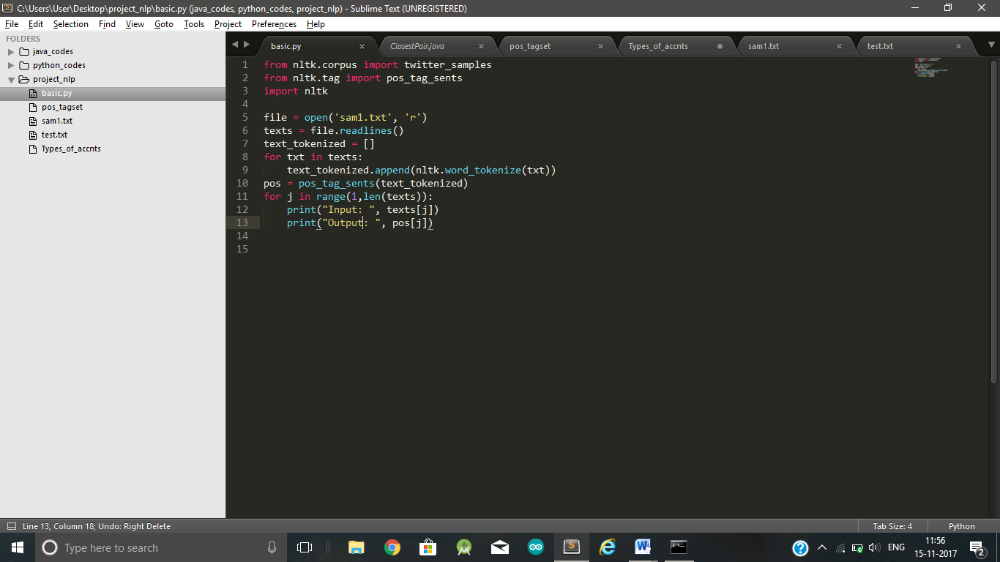 C:\Users\User\Desktop\project_nlp\basic.py (java_codes, python_codes, project_nlp) - Sublime Text (UNREGISTERED)
File Edit Selection Find View Goto Tools Project Preferences Help
FOLDERS
java_codes
python_codes
project_nlp
basic.py
pos_tagset
sam1.txt
test.txt
Types_of_accnts
basic.py ClosestPair.java pos_tagset Types_of_accnts sam1.txt test.txt
1 from nltk.corpus import twitter_samples
2 from nltk.tag import pos_tag_sents
3 import nltk
4
5 file = open('sam1.txt', 'r')
6 texts = file.readlines()
7 text_tokenized = []
8 for txt in texts:
9     text_tokenized.append(nltk.word_tokenize(txt))
10 pos = pos_tag_sents(text_tokenized)
11 for j in range(1,len(texts)):
12     print("Input: ", texts[j])
13     print("Output: ", pos[j])
14
15
Line 13, Column 18; Undo: Right Delete Tab Size: 4 Python
Type here to search
ENG
11:56
15-11-2017
2